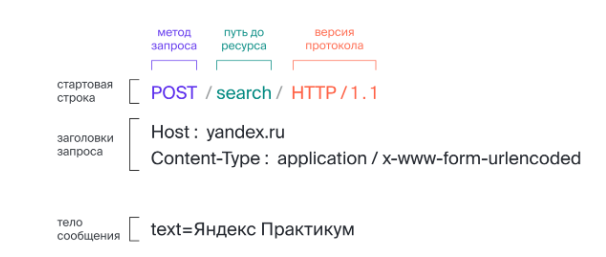 метод запроса
путь до ресурса
версия протокола
стартовая строка
POST / search / HTTP / 1.1
заголовки запроса
Host : yandex.ru
Content-Type : application / x-www-form-urlencoded
тело сообщения
text=Яндекс Практикум